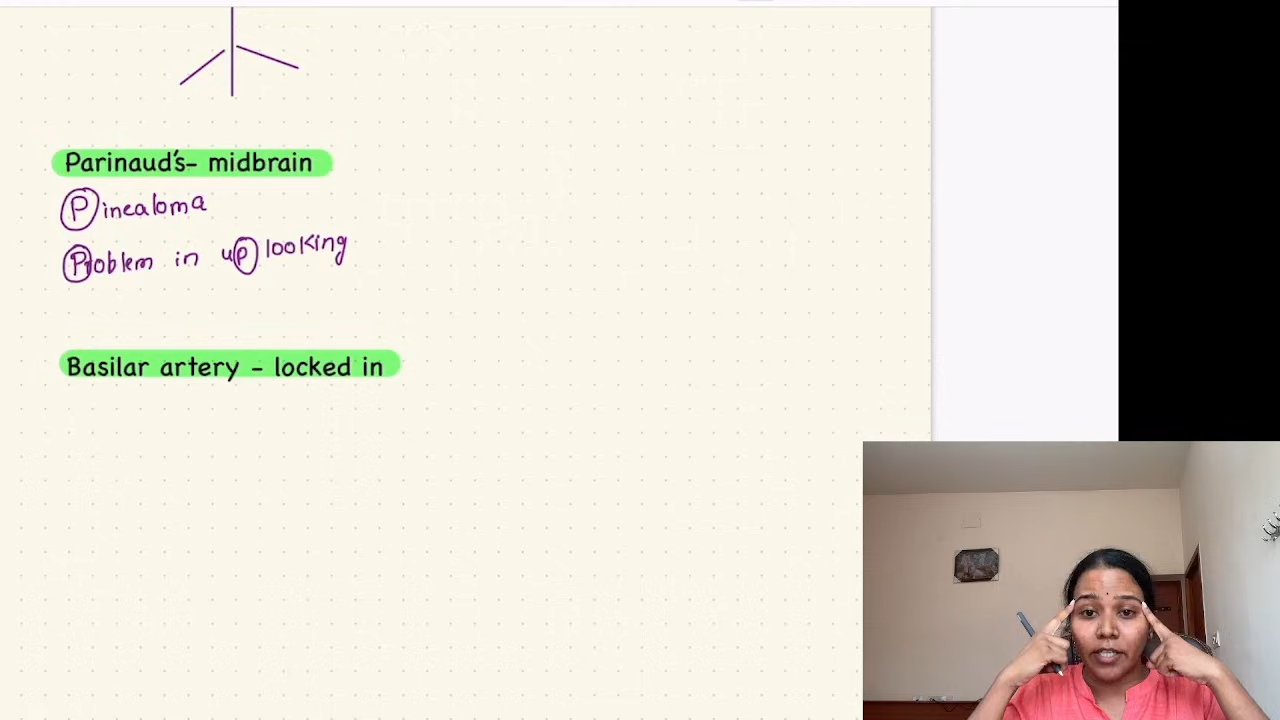 Parinaud's- midbrain
Pinealoma
Problem in up looking
Basilar artery - locked in